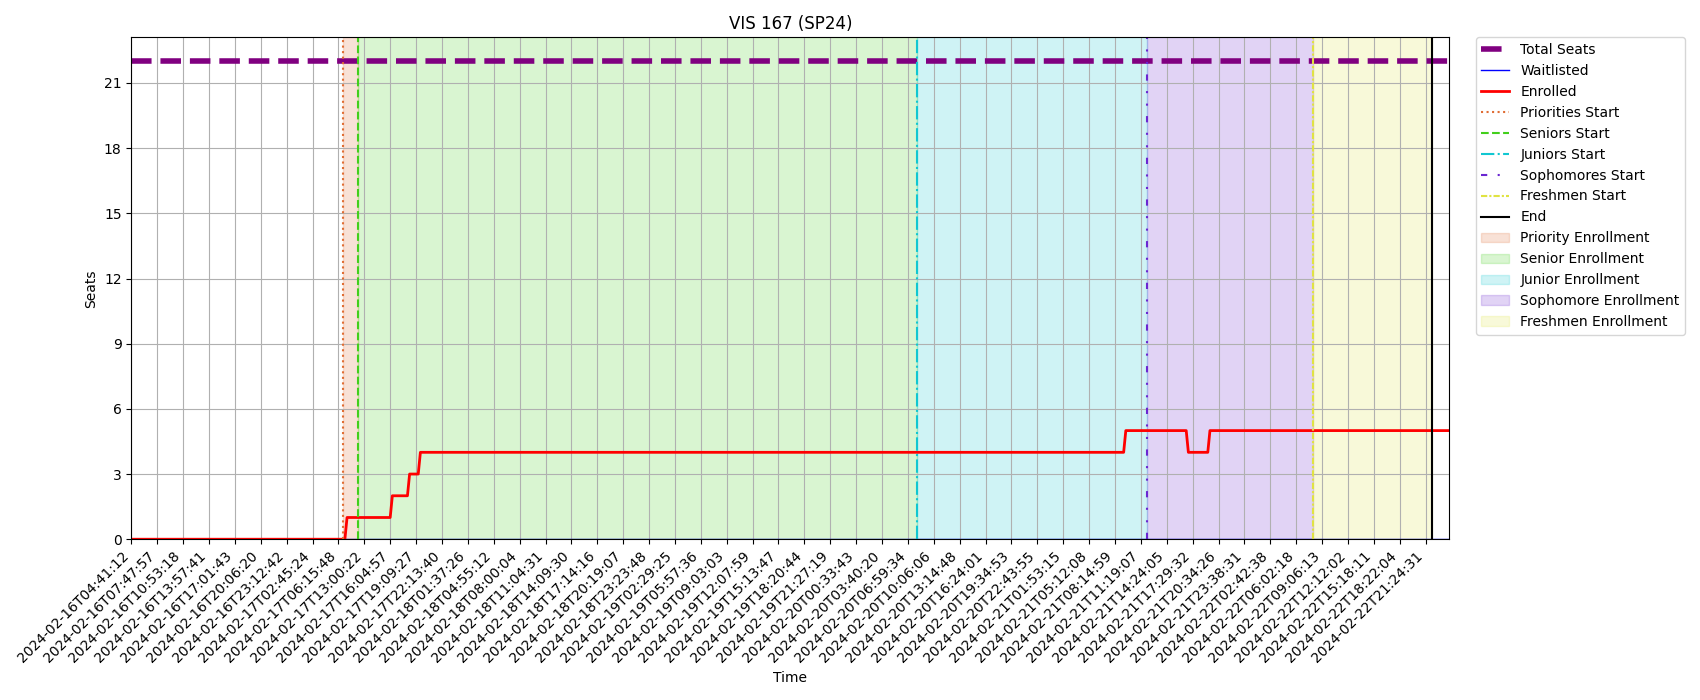 VIS 167 (SP24)
Seats
21
18
15
12
9
6
3
0
2024-02-16T04:41:12
2024-02-16T07:47:57
2024-02-16T10:53:18
2024-02-16T13:57:41
2024-02-16T17:01:43
2024-02-16T20:06:20
2024-02-16T23:12:42
2024-02-17T02:45:24
2024-02-17T06:15:48
2024-02-17T13:00:22
2024-02-17T16:04:57
2024-02-17T19:09:27
2024-02-17T22:13:40
2024-02-18T01:37:26
2024-02-18T04:55:12
2024-02-18T08:00:04
2024-02-18T11:04:31
2024-02-18T14:09:30
2024-02-18T17:14:16
2024-02-18T20:19:07
2024-02-18T23:23:48
2024-02-19T02:29:25
2024-02-19T05:57:36
2024-02-19T09:03:03
2024-02-19T12:07:59
2024-02-19T15:13:47
2024-02-19T18:20:44
2024-02-19T21:27:19
2024-02-20T00:33:43
2024-02-20T03:40:20
2024-02-20T06:59:34
2024-02-20T10:06:06
2024-02-20T13:14:48
2024-02-20T16:24:01
2024-02-20T19:34:53
2024-02-20T22:43:55
2024-02-21T01:53:15
2024-02-21T05:12:08
2024-02-21T08:14:59
2024-02-21T11:19:07
2024-02-21T14:24:05
2024-02-21T17:29:32
2024-02-21T20:34:26
2024-02-21T23:38:31
2024-02-22T02:42:38
2024-02-22T06:02:18
2024-02-22T09:06:13
2024-02-22T12:12:02
2024-02-22T15:18:11
2024-02-22T18:22:04
2024-02-22T21:24:31
Time
Total Seats
Waitlisted
Enrolled
Priorities Start
Seniors Start
Juniors Start
Sophomores Start
Freshmen Start
End
Priority Enrollment
Senior Enrollment
Junior Enrollment
Sophomore Enrollment
Freshmen Enrollment